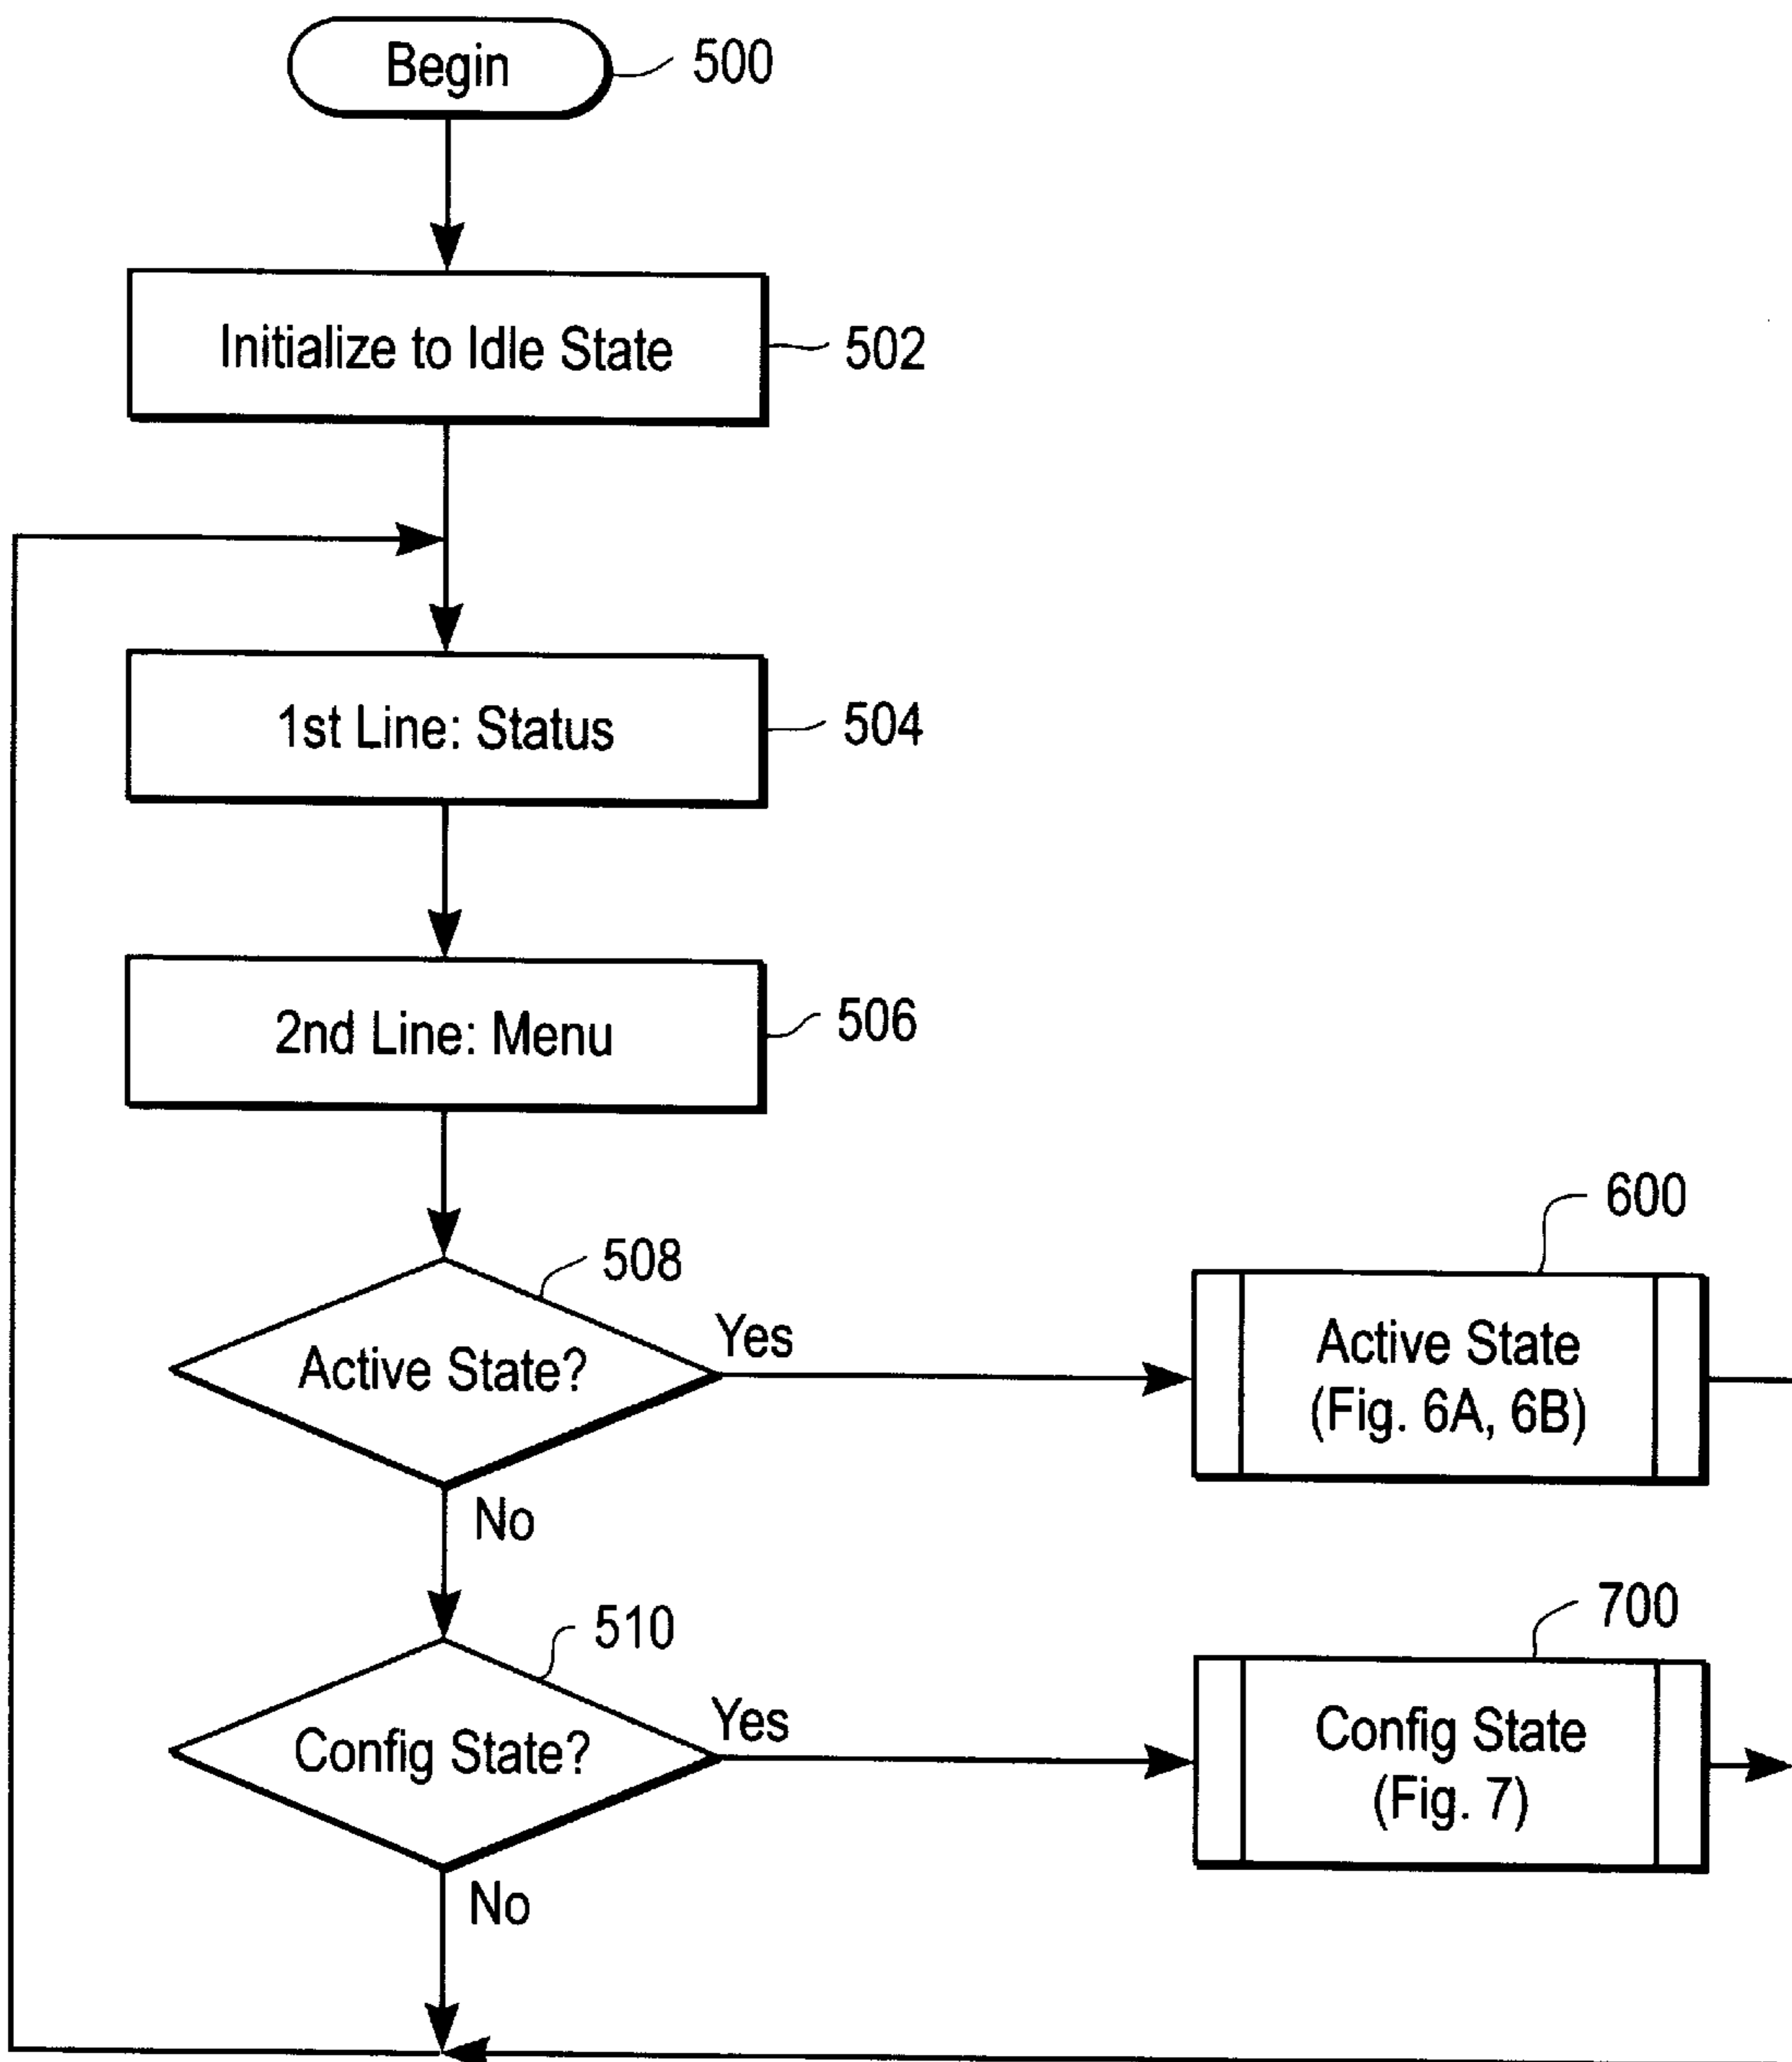 Begin
500
Initialize to Idle State
502
1st Line: Status
504
2nd Line: Menu
506
508
Active State?
Yes
No
600
Active State
(Fig. 6A, 6B)
510
Config State?
Yes
No
700
Config State
(Fig. 7)